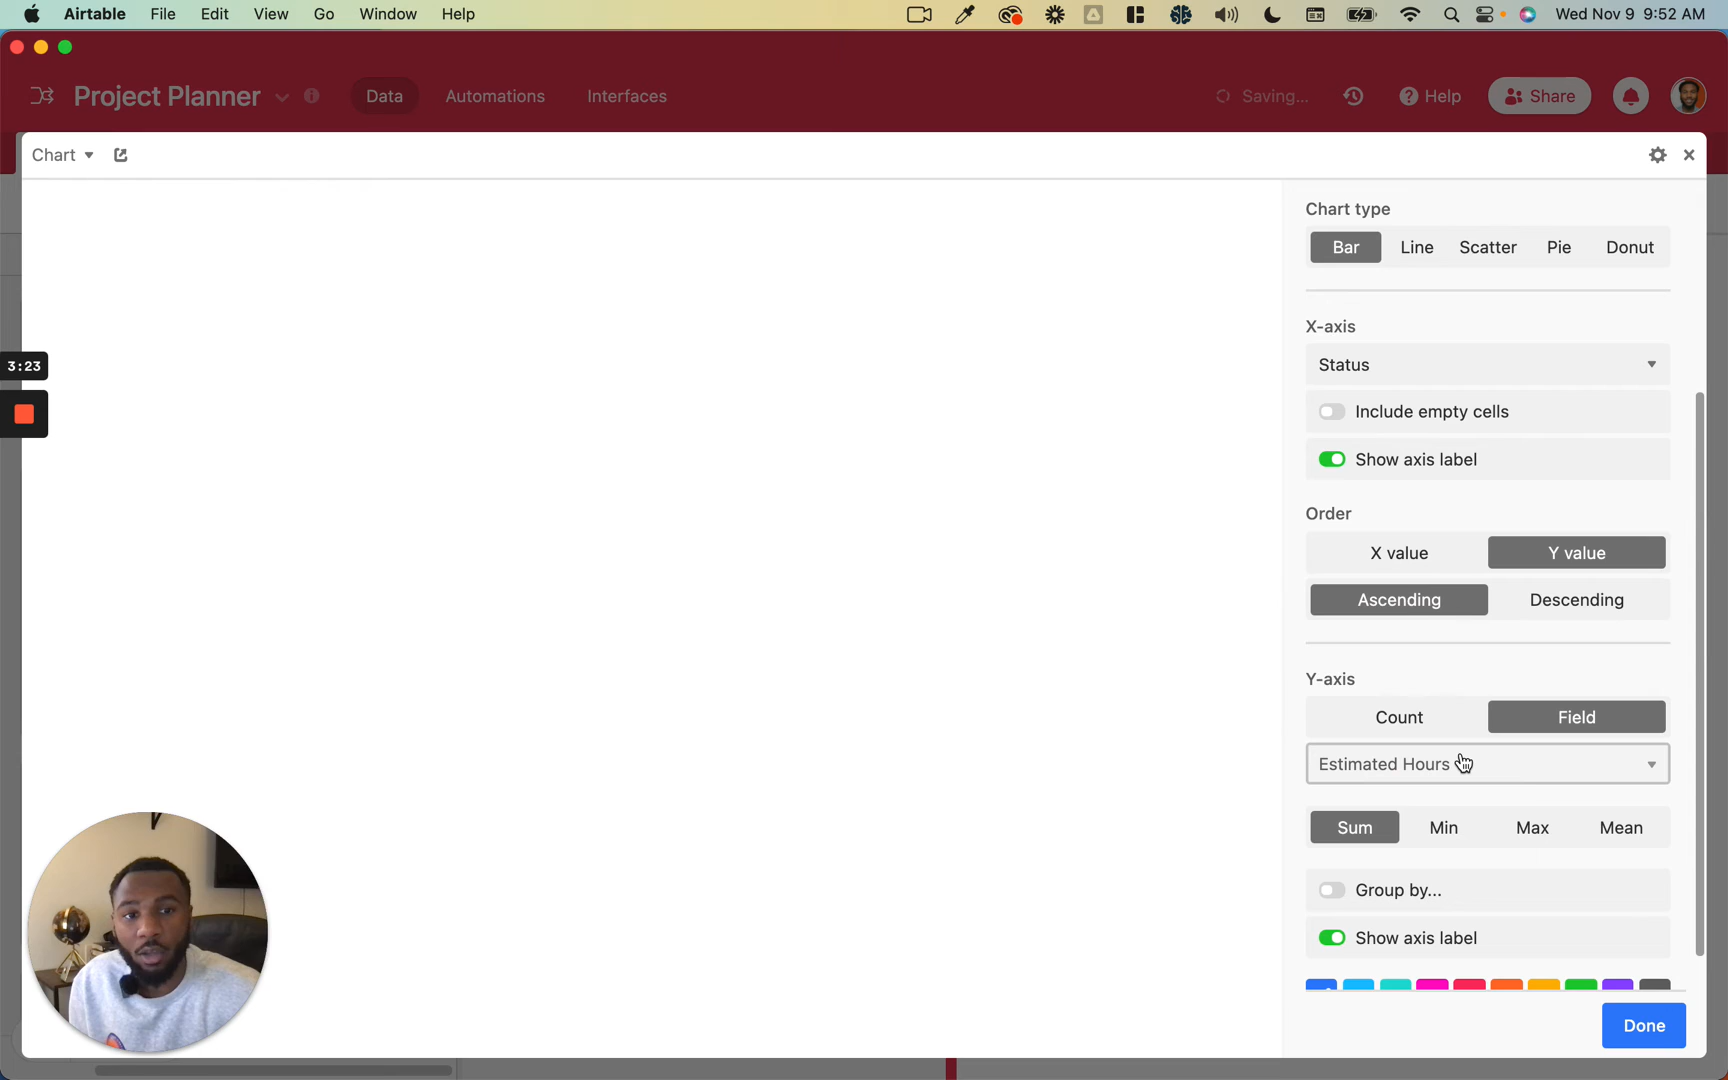 Airtable File Edit View Go Window Help Wed Nov 9 9:52 AM
Project Planner Data Automations Interfaces Saving... Help Share
Chart
Chart type
Bar Line Scatter Pie Donut
X-axis
Status
Include empty cells
Show axis label
Order
X value Y value
Ascending Descending
Y-axis
Count Field
Estimated Hours
Sum Min Max Mean
Group by...
Show axis label
Done
3:23